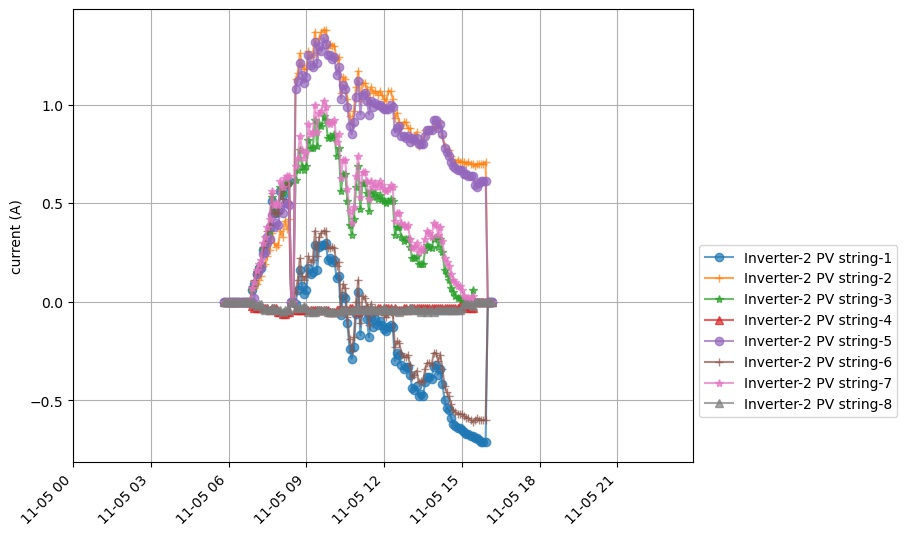 current (A)
1.0
0.5
0.0
−0.5
11-05 00
11-05 03
11-05 06
11-05 09
11-05 12
11-05 15
11-05 18
11-05 21
Inverter-2 PV string-1
Inverter-2 PV string-2
Inverter-2 PV string-3
Inverter-2 PV string-4
Inverter-2 PV string-5
Inverter-2 PV string-6
Inverter-2 PV string-7
Inverter-2 PV string-8